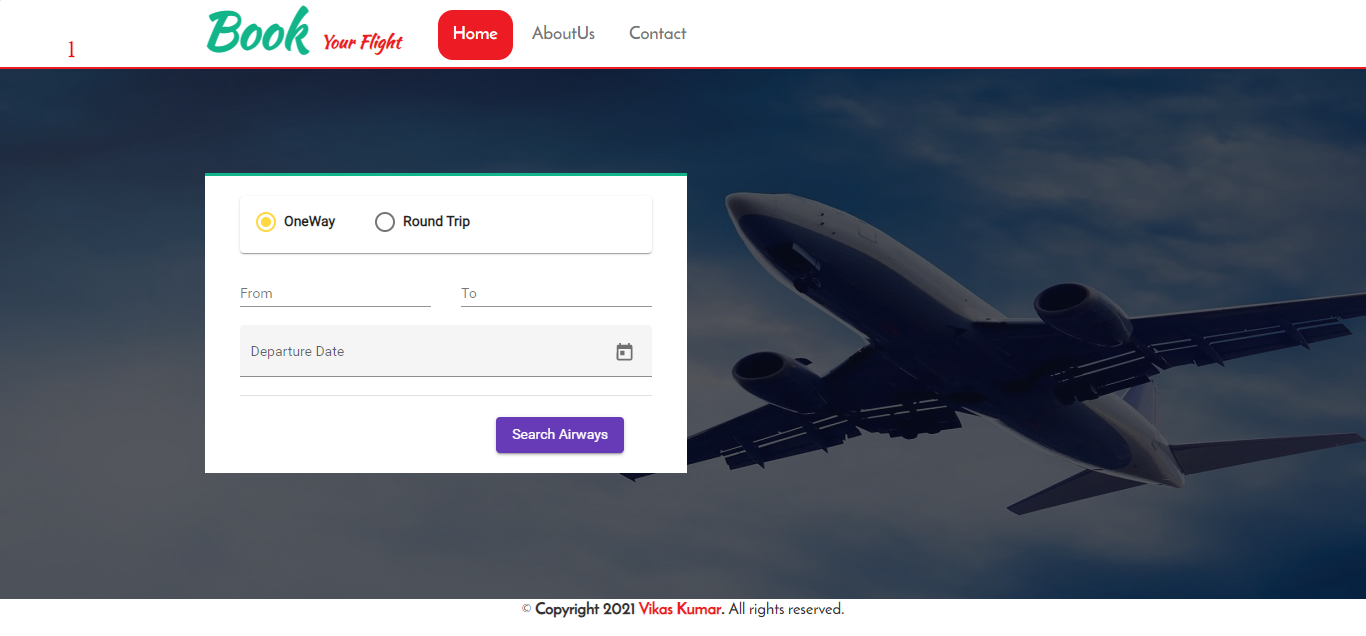 1
Book Your Flight
Home AboutUs Contact
OneWay Round Trip
From To
Departure Date
Search Airways
© Copyright 2021 Vikas Kumar. All rights reserved.